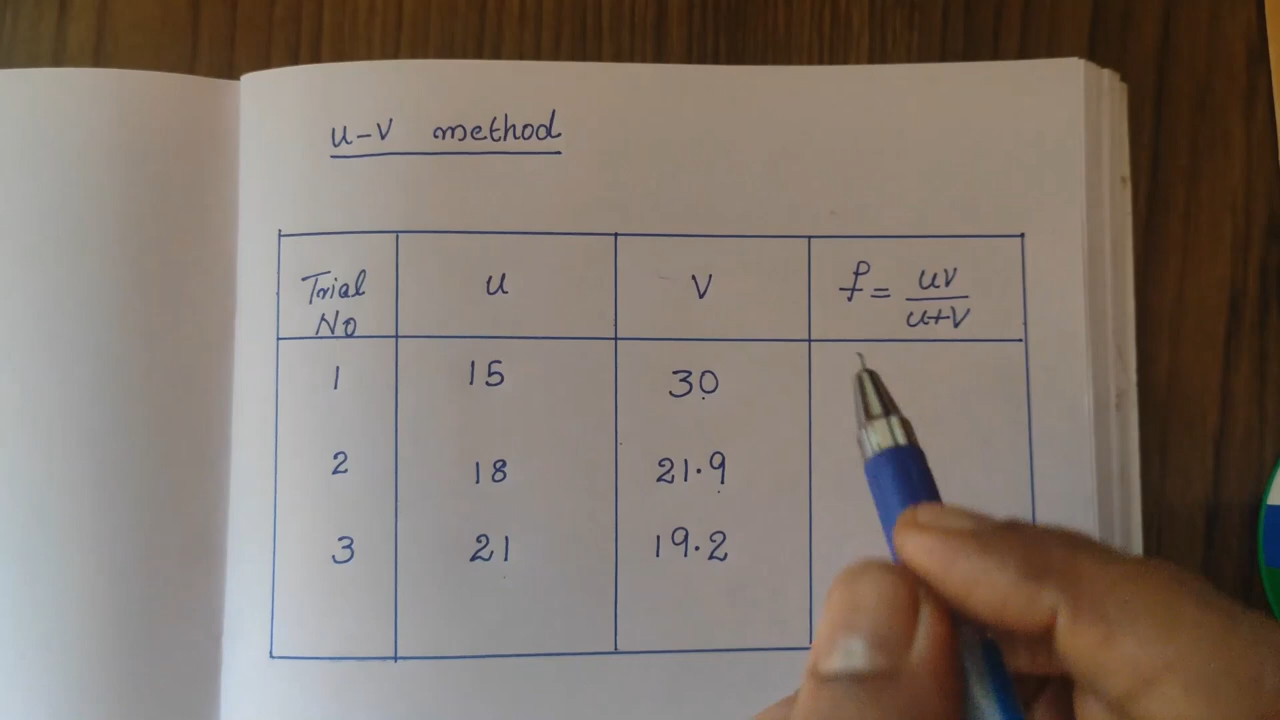 u-v method
Trial No u v f = uv/u+v
1 15 30
2 18 21.9
3 21 19.2